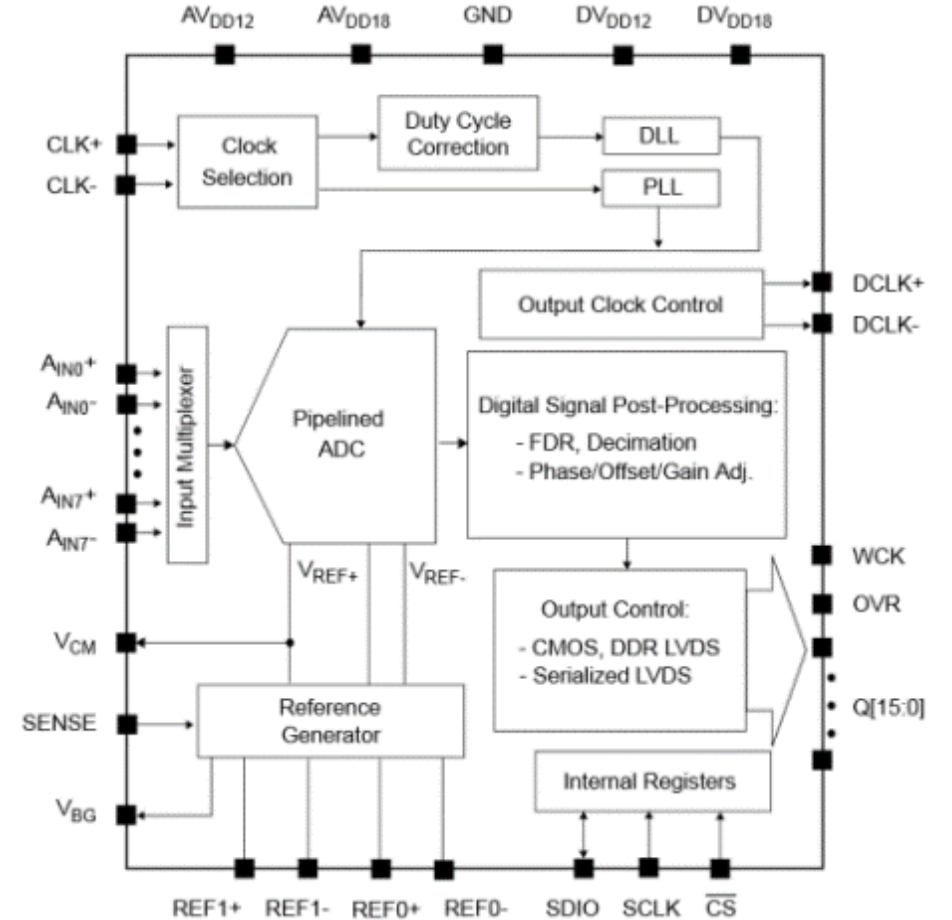 AVDD12 AVDD18 GND DVDD12 DVDD18
CLK+
CLK-
Clock
Selection
Duty Cycle
Correction
DLL
PLL
Output Clock Control
DCLK+
DCLK-
AIN0+
AIN0-
AIN7+
AIN7-
Input Multiplexer
Pipelined
ADC
Digital Signal Post-Processing:
- FDR, Decimation
- Phase/Offset/Gain Adj.
VREF+ VREF-
Output Control:
- CMOS, DDR LVDS
- Serialized LVDS
WCK
OVR
Q[15:0]
VCM
SENSE
VBG
Reference
Generator
Internal Registers
REF1+ REF1- REF0+ REF0- SDIO SCLK C̅S̅